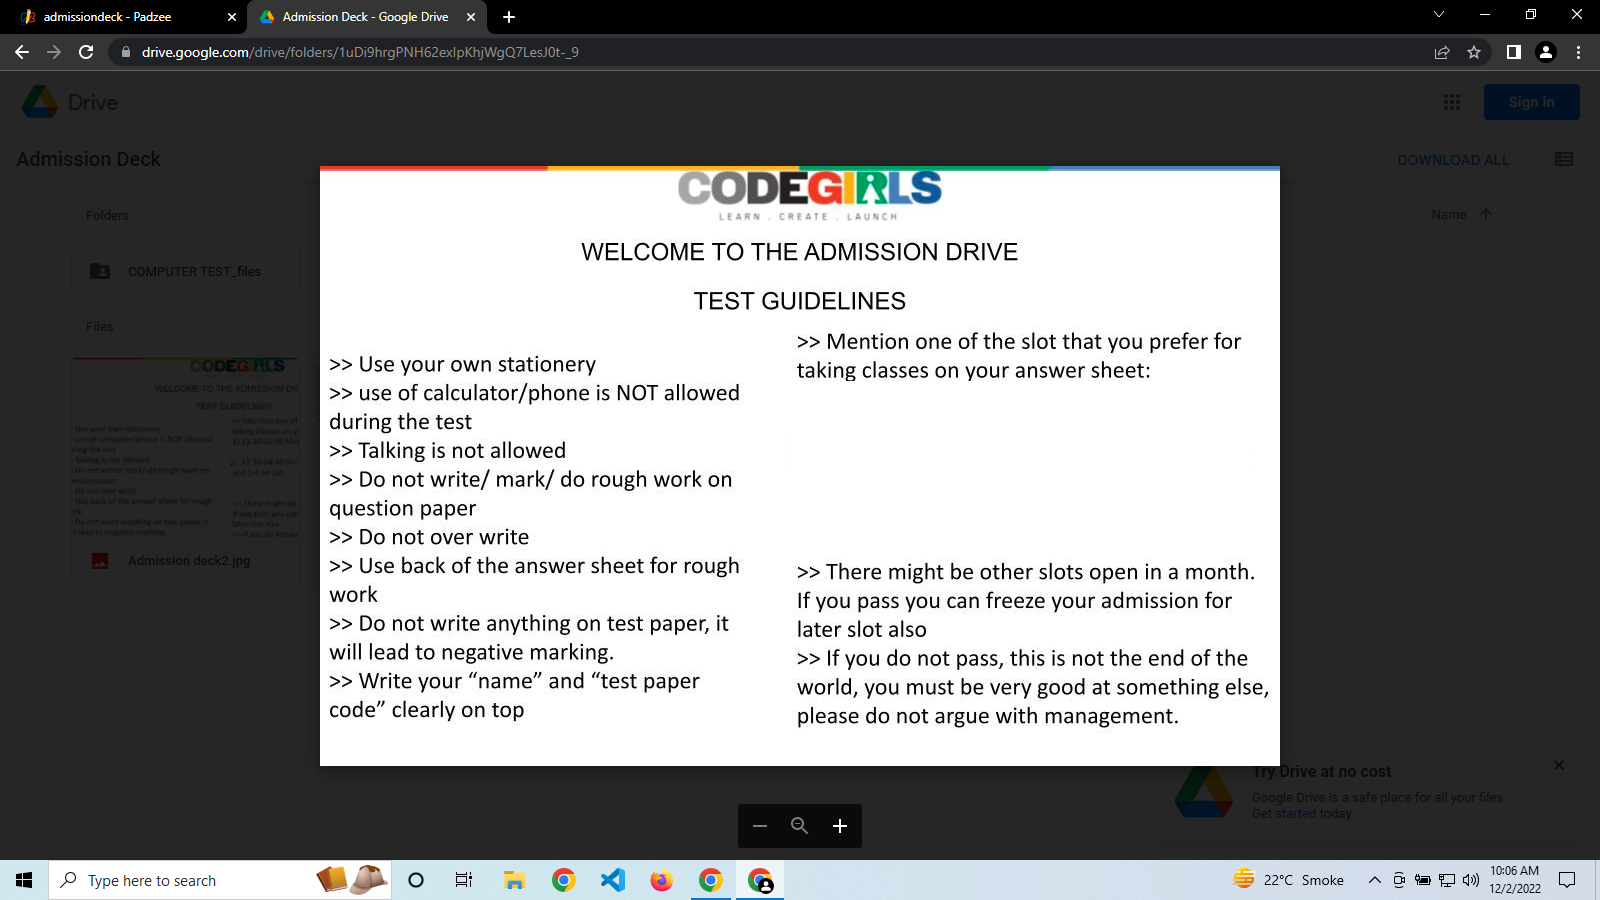 admissiondeck - Padzee
Admission Deck - Google Drive
drive.google.com/drive/folders/1uDi9hrgPNH62exIpKhjWgQ7LesJ0t-_9
Drive
Sign in
Admission Deck
DOWNLOAD ALL
Folders
Name
COMPUTER TEST_files
Files
Admission deck2.jpg
CODEGIRLS
LEARN . CREATE . LAUNCH
WELCOME TO THE ADMISSION DRIVE
TEST GUIDELINES
>> Use your own stationery
>> use of calculator/phone is NOT allowed
during the test
>> Talking is not allowed
>> Do not write/ mark/ do rough work on
question paper
>> Do not over write
>> Use back of the answer sheet for rough
work
>> Do not write anything on test paper, it
will lead to negative marking.
>> Write your “name” and “test paper
code” clearly on top
>> Mention one of the slot that you prefer for
taking classes on your answer sheet:
>> There might be other slots open in a month.
If you pass you can freeze your admission for
later slot also
>> If you do not pass, this is not the end of the
world, you must be very good at something else,
please do not argue with management.
Try Drive at no cost
Google Drive is a safe place for all your files
Get started today
Type here to search
22°C Smoke
10:06 AM
12/2/2022